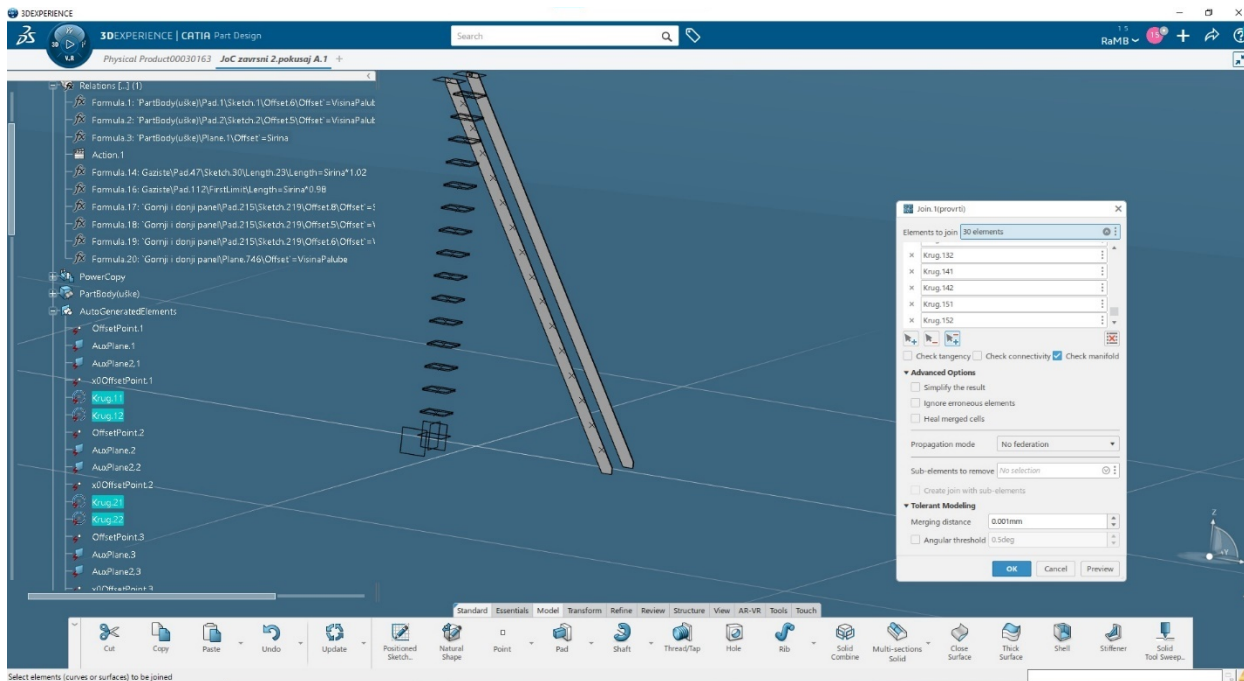 3DEXPERIENCE
3DEXPERIENCE | CATIA Part Design
Search
1 5
RaMB
15
3D
V.R
Physical Product00030163 JoC zavrsni 2.pokusaj A.1 +
Relations [...] (1)
Formula.1: `PartBody(uške)\Pad.1\Sketch.1\Offset.6\Offset`=VisinaPalub
Formula.2: `PartBody(uške)\Pad.2\Sketch.2\Offset.5\Offset`=VisinaPalub
Formula.3: `PartBody(uške)\Plane.1\Offset`=Sirina
Action.1
Formula.14: Gaziste\Pad.47\Sketch.30\Length.23\Length=Sirina*1.02
Formula.16: Gaziste\Pad.112\FirstLimit\Length=Sirina*0.98
Formula.17: `Gornji i donji panel\Pad.215\Sketch.219\Offset.8\Offset`=
Formula.18: `Gornji i donji panel\Pad.215\Sketch.219\Offset.5\Offset`=
Formula.19: `Gornji i donji panel\Pad.215\Sketch.219\Offset.6\Offset`=
Formula.20: `Gornji i donji panel\Plane.746\Offset`=VisinaPalube
PowerCopy
PartBody(uške)
AutoGeneratedElements
OffsetPoint.1
AuxPlane.1
AuxPlane2.1
x0OffsetPoint.1
Krug.11
Krug.12
OffsetPoint.2
AuxPlane.2
AuxPlane2.2
x0OffsetPoint.2
Krug.21
Krug.22
OffsetPoint.3
AuxPlane.3
AuxPlane2.3
x0OffsetPoint.3
Join.1(provrti)
Elements to join 30 elements
Krug.132
Krug.141
Krug.142
Krug.151
Krug.152
Check tangency Check connectivity Check manifold
Advanced Options
Simplify the result
Ignore erroneous elements
Heal merged cells
Propagation mode No federation
Sub-elements to remove No selection
Create join with sub-elements
Tolerant Modeling
Merging distance 0.001mm
Angular threshold 0.5deg
OK Cancel Preview
Z
Y
Standard Essentials Model Transform Refine Review Structure View AR-VR Tools Touch
Cut Copy Paste Undo Update Positioned Sketch... Natural Shape Point Pad Shaft Thread/Tap Hole Rib Solid Combine Multi-sections Solid Close Surface Thick Surface Shell Stiffener Solid Tool Sweep...
Select elements (curves or surfaces) to be joined